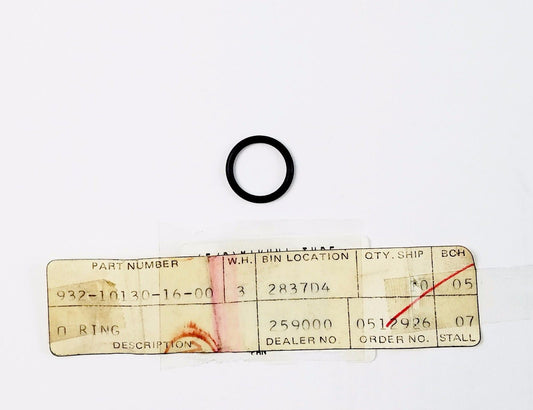 PART NUMBER W.H. BIN LOCATION QTY. SHIP BCH
932-10130-16-00 3 283704 05
O RING 259000 0512926 07
DESCRIPTION DEALER NO. ORDER NO. STALL